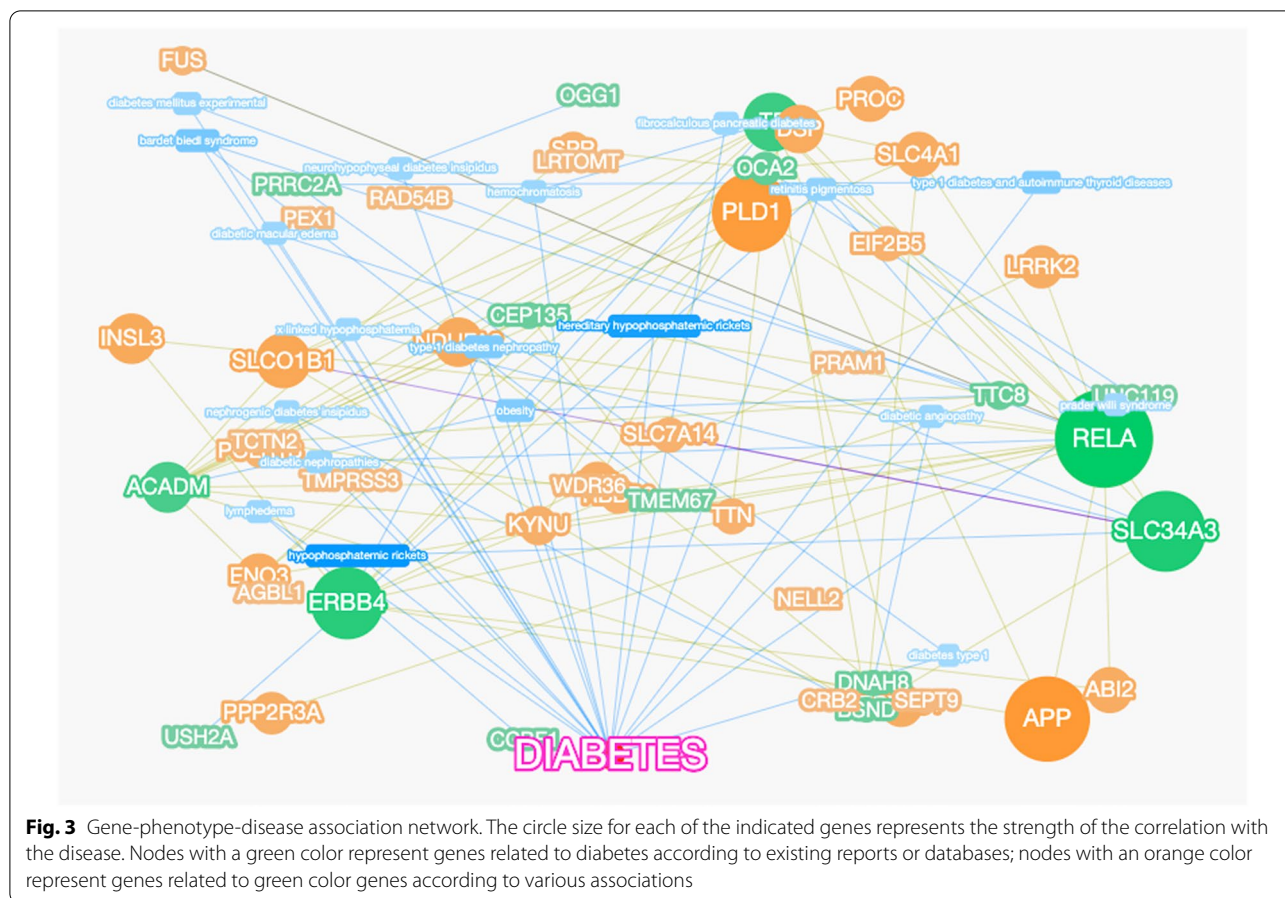 FUS
OGG1
PROC
diabetes mellitus experimental
fibrocalculous pancreatic diabetes
DSP
bardet biedl syndrome
LRTOMT
SLC4A1
neurohypophyseal diabetes insipidus
OCA2
PRRC2A
RAD54B
hemochromatosis
retinitis pigmentosa
type 1 diabetes and autoimmune thyroid diseases
PEX1
PLD1
diabetic macular edema
EIF2B5
LRRK2
CEP135
INSL3
x linked hypophosphatemia
hereditary hypophosphatemic rickets
SLCO1B1
type 1 diabetes nephropathy
PRAM1
TTC8
UNC119
nephrogenic diabetes insipidus
obesity
diabetic angiopathy
prader willi syndrome
TCTN2
SLC7A14
RELA
diabetic nephropathies
TMPRSS3
ACADM
WDR36
TMEM67
lymphedema
KYNU
TTN
SLC34A3
hypophosphatemic rickets
ENO3
AGBL1
ERBB4
NELL2
diabetes type 1
DNAH8
CRB2
SEPT9
ABI2
PPP2R3A
BSND
APP
USH2A
DIABETES
Fig. 3 Gene-phenotype-disease association network. The circle size for each of the indicated genes represents the strength of the correlation with
the disease. Nodes with a green color represent genes related to diabetes according to existing reports or databases; nodes with an orange color
represent genes related to green color genes according to various associations